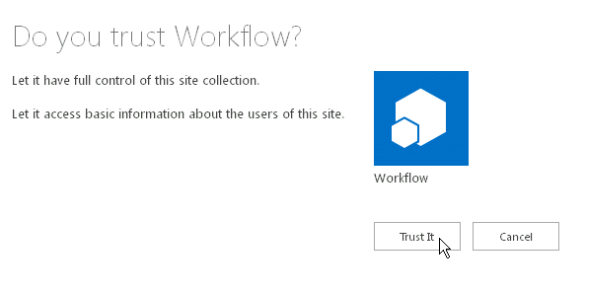 Do you trust Workflow?
Let it have full control of this site collection.
Let it access basic information about the users of this site.
Workflow
Trust It
Cancel